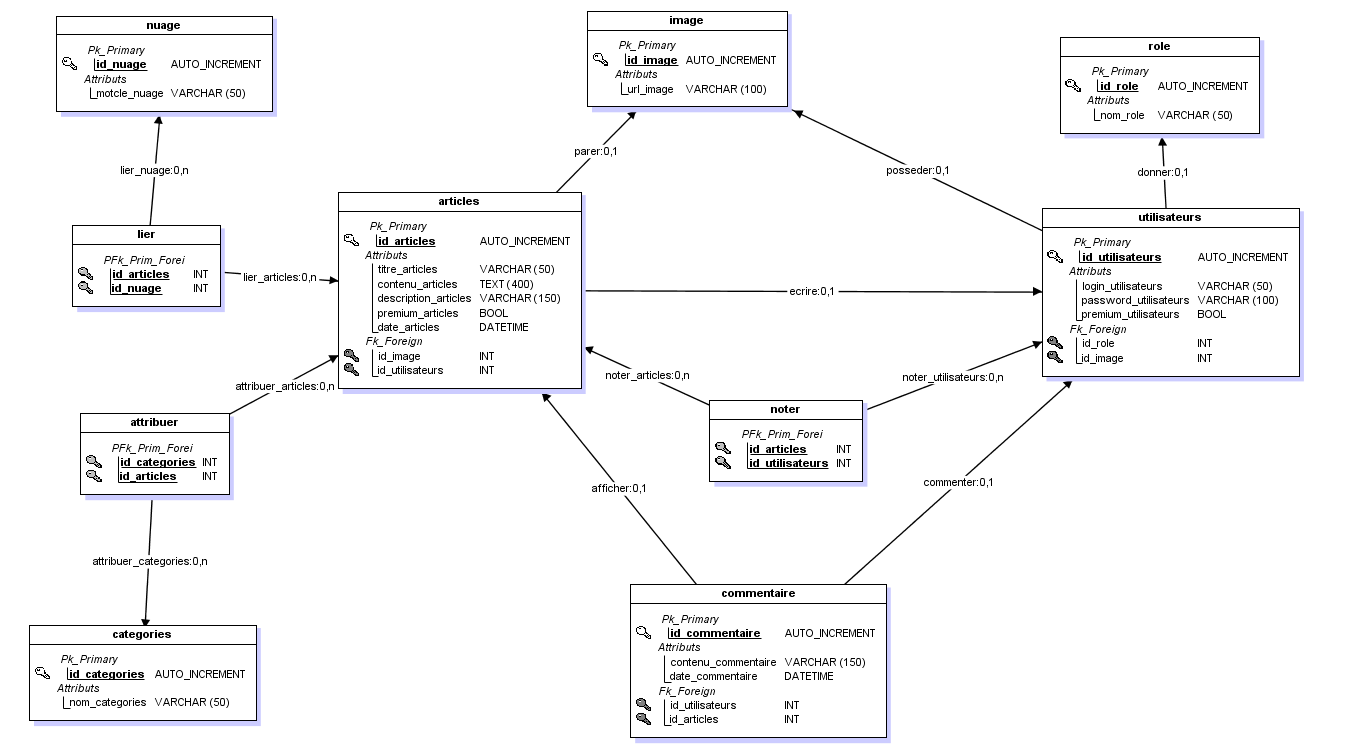 nuage
Pk_Primary
id_nuage AUTO_INCREMENT
Attributs
motcle_nuage VARCHAR (50)
image
Pk_Primary
id_image AUTO_INCREMENT
Attributs
url_image VARCHAR (100)
role
Pk_Primary
id_role AUTO_INCREMENT
Attributs
nom_role VARCHAR (50)
lier_nuage:0,n
parer:0,1
posseder:0,1
donner:0,1
lier
PFk_Prim_Forei
id_articles INT
id_nuage INT
lier_articles:0,n
articles
Pk_Primary
id_articles AUTO_INCREMENT
Attributs
titre_articles VARCHAR (50)
contenu_articles TEXT (400)
description_articles VARCHAR (150)
premium_articles BOOL
date_articles DATETIME
Fk_Foreign
id_image INT
id_utilisateurs INT
ecrire:0,1
utilisateurs
Pk_Primary
id_utilisateurs AUTO_INCREMENT
Attributs
login_utilisateurs VARCHAR (50)
password_utilisateurs VARCHAR (100)
premium_utilisateurs BOOL
Fk_Foreign
id_role INT
id_image INT
attribuer_articles:0,n
noter_articles:0,n
noter_utilisateurs:0,n
attribuer
PFk_Prim_Forei
id_categories INT
id_articles INT
noter
PFk_Prim_Forei
id_articles INT
id_utilisateurs INT
afficher:0,1
commenter:0,1
attribuer_categories:0,n
categories
Pk_Primary
id_categories AUTO_INCREMENT
Attributs
nom_categories VARCHAR (50)
commentaire
Pk_Primary
id_commentaire AUTO_INCREMENT
Attributs
contenu_commentaire VARCHAR (150)
date_commentaire DATETIME
Fk_Foreign
id_utilisateurs INT
id_articles INT